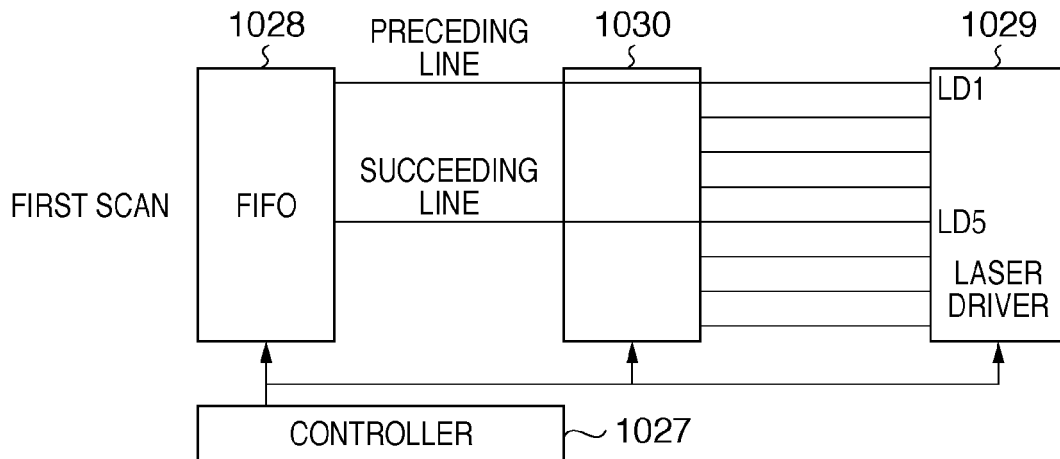 1028
PRECEDING
LINE
1030
1029
LD1
SUCCEEDING
LINE
FIRST SCAN
FIFO
LD5
LASER
DRIVER
CONTROLLER
1027